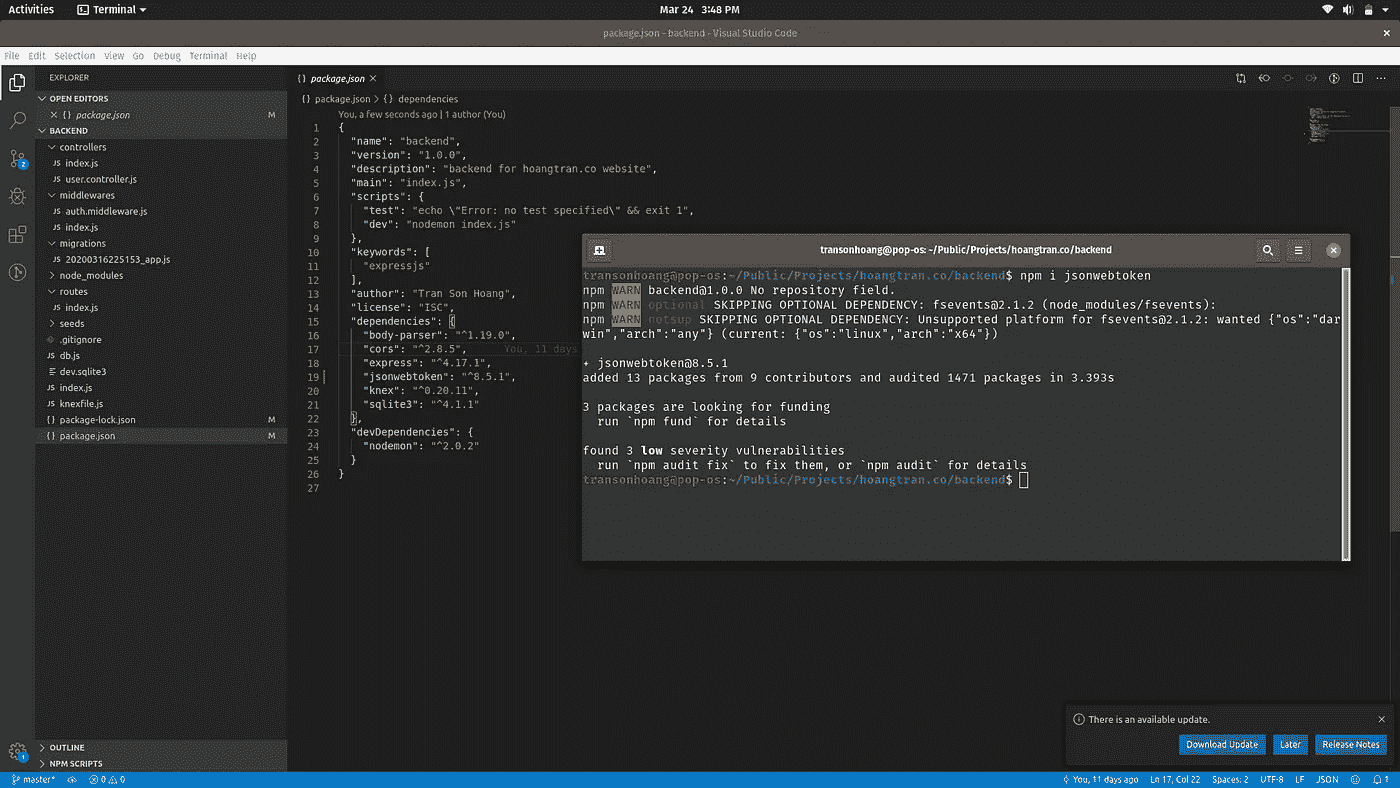 Activities Terminal Mar 24 3:48 PM
package.json - backend - Visual Studio Code
File Edit Selection View Go Debug Terminal Help
EXPLORER
OPEN EDITORS
{} package.json M
BACKEND
controllers
JS index.js
JS user.controller.js
middlewares
JS auth.middleware.js
JS index.js
migrations
JS 20200316225153_app.js
node_modules
routes
JS index.js
seeds
.gitignore
JS db.js
dev.sqlite3
JS index.js
JS knexfile.js
{} package-lock.json M
{} package.json M
OUTLINE
NPM SCRIPTS
2
1
{} package.json
{} package.json > {} dependencies
You, a few seconds ago | 1 author (You)
1 {
2 "name": "backend",
3 "version": "1.0.0",
4 "description": "backend for hoangtran.co website",
5 "main": "index.js",
6 "scripts": {
7 "test": "echo \"Error: no test specified\" && exit 1",
8 "dev": "nodemon index.js"
9 },
10 "keywords": [
11 "expressjs"
12 ],
13 "author": "Tran Son Hoang",
14 "license": "ISC",
15 "dependencies": {
16 "body-parser": "^1.19.0",
17 "cors": "^2.8.5", You, 11 days
18 "express": "^4.17.1",
19 "jsonwebtoken": "^8.5.1",
20 "knex": "^0.20.11",
21 "sqlite3": "^4.1.1"
22 },
23 "devDependencies": {
24 "nodemon": "^2.0.2"
25 }
26 }
27
transonhoang@pop-os: ~/Public/Projects/hoangtran.co/backend
transonhoang@pop-os:~/Public/Projects/hoangtran.co/backend$ npm i jsonwebtoken
npm WARN backend@1.0.0 No repository field.
npm WARN optional SKIPPING OPTIONAL DEPENDENCY: fsevents@2.1.2 (node_modules/fsevents):
npm WARN notsup SKIPPING OPTIONAL DEPENDENCY: Unsupported platform for fsevents@2.1.2: wanted {"os":"dar
win","arch":"any"} (current: {"os":"linux","arch":"x64"})
+ jsonwebtoken@8.5.1
added 13 packages from 9 contributors and audited 1471 packages in 3.393s
3 packages are looking for funding
run `npm fund` for details
found 3 low severity vulnerabilities
run `npm audit fix` to fix them, or `npm audit` for details
transonhoang@pop-os:~/Public/Projects/hoangtran.co/backend$
There is an available update.
Download Update Later Release Notes
master* 0 0 You, 11 days ago Ln 17, Col 22 Spaces: 2 UTF-8 LF JSON 1